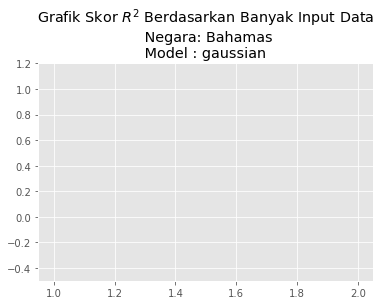 Grafik Skor R² Berdasarkan Banyak Input Data
Negara: Bahamas
Model : gaussian
1.2
1.0
0.8
0.6
0.4
0.2
0.0
−0.2
−0.4
1.0 1.2 1.4 1.6 1.8 2.0